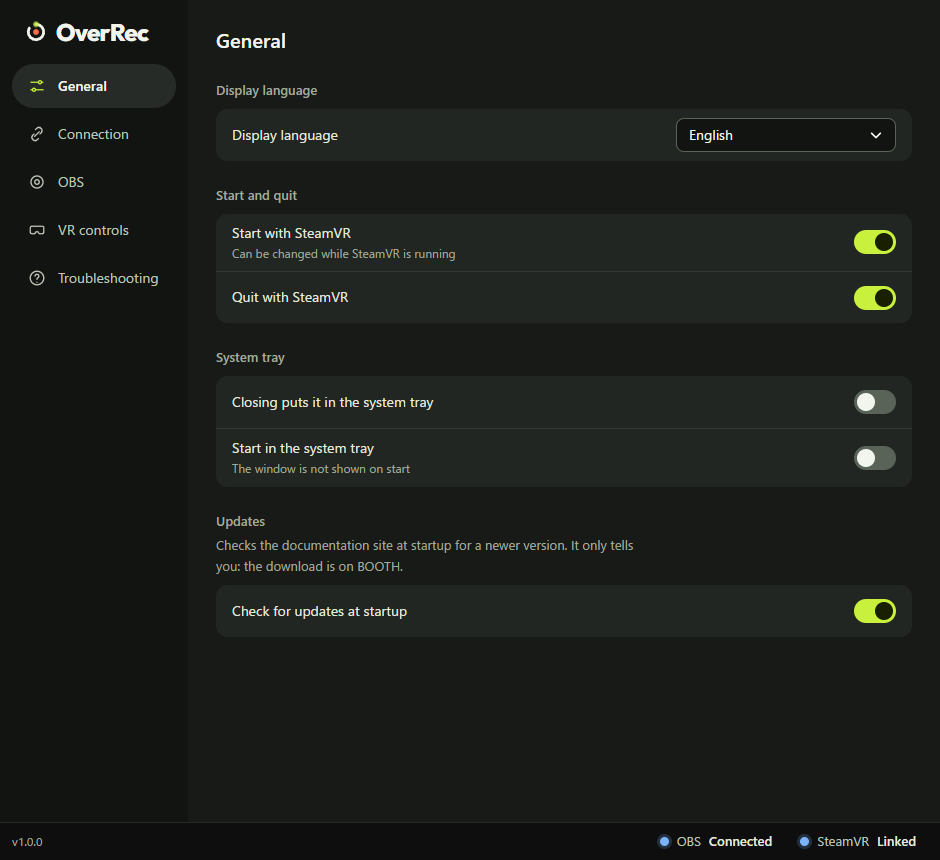 OverRec
General
Connection
OBS
VR controls
Troubleshooting
General
Display language
Display language
English
Start and quit
Start with SteamVR
Can be changed while SteamVR is running
Quit with SteamVR
System tray
Closing puts it in the system tray
Start in the system tray
The window is not shown on start
Updates
Checks the documentation site at startup for a newer version. It only tells
you: the download is on BOOTH.
Check for updates at startup
v1.0.0
OBS Connected
SteamVR Linked